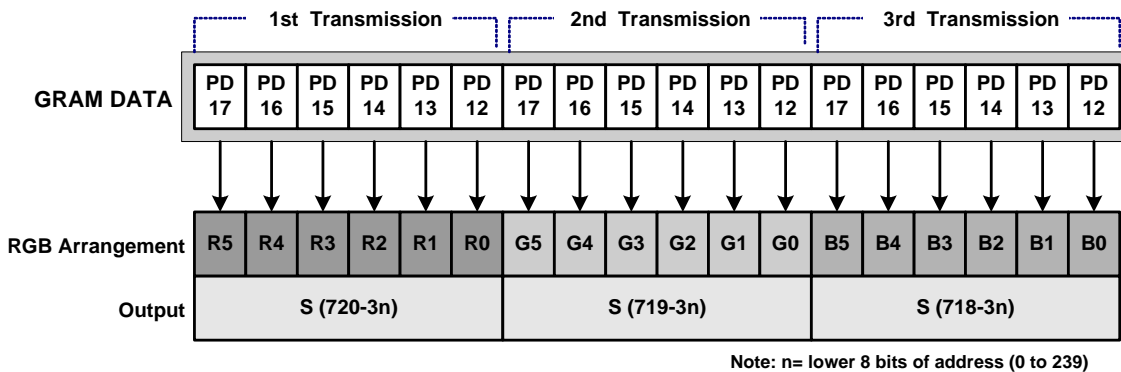 1st Transmission 2nd Transmission 3rd Transmission
GRAM DATA
PD 17 PD 16 PD 15 PD 14 PD 13 PD 12 PD 17 PD 16 PD 15 PD 14 PD 13 PD 12 PD 17 PD 16 PD 15 PD 14 PD 13 PD 12
RGB Arrangement R5 R4 R3 R2 R1 R0 G5 G4 G3 G2 G1 G0 B5 B4 B3 B2 B1 B0
Output S (720-3n) S (719-3n) S (718-3n)
Note: n= lower 8 bits of address (0 to 239)